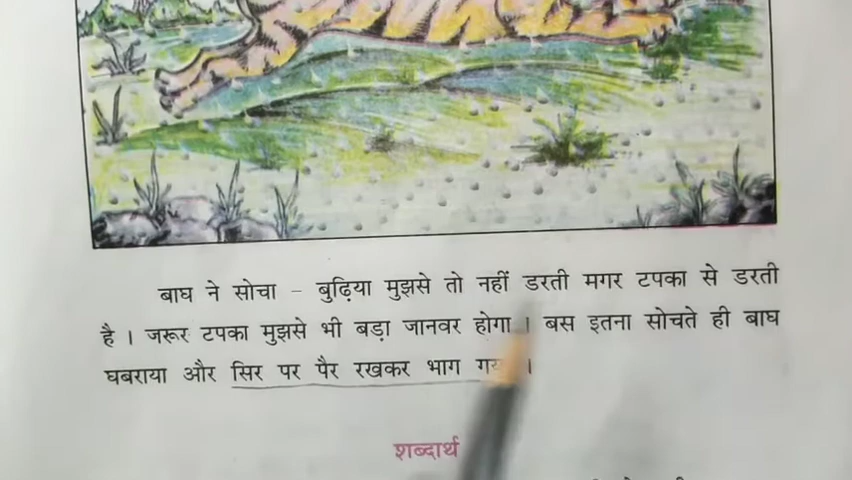 बाघ ने सोचा – बुढ़िया मुझसे तो नहीं डरती मगर टपका से डरती
है । जरूर टपका मुझसे भी बड़ा जानवर होगा । बस इतना सोचते ही बाघ
घबराया और सिर पर पैर रखकर भाग गया ।
शब्दार्थ